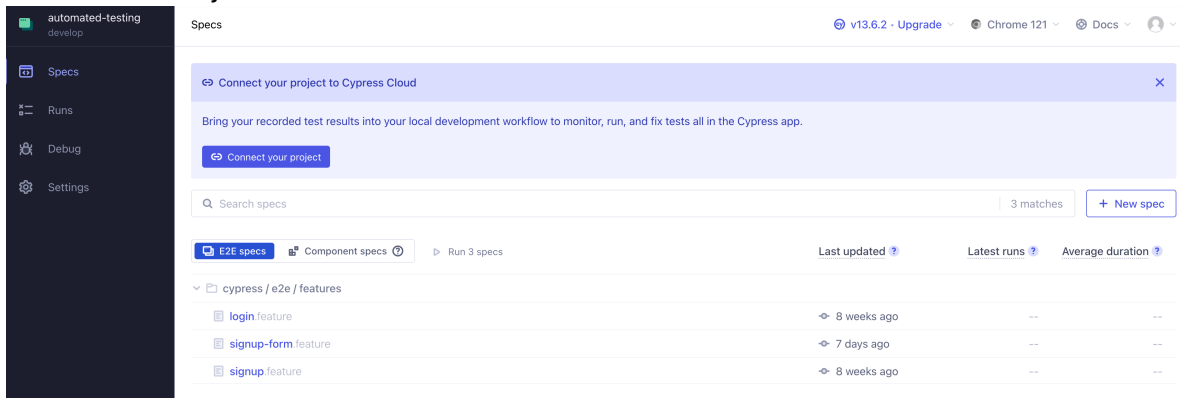 automated-testing
develop
Specs
v13.6.2 • Upgrade
Chrome 121
Docs
Specs
Runs
Debug
Settings
Connect your project to Cypress Cloud
Bring your recorded test results into your local development workflow to monitor, run, and fix tests all in the Cypress app.
Connect your project
Search specs
3 matches
+ New spec
E2E specs
Component specs ?
Run 3 specs
Last updated ?
Latest runs ?
Average duration ?
cypress / e2e / features
login.feature 8 weeks ago -- --
signup-form.feature 7 days ago -- --
signup.feature 8 weeks ago -- --